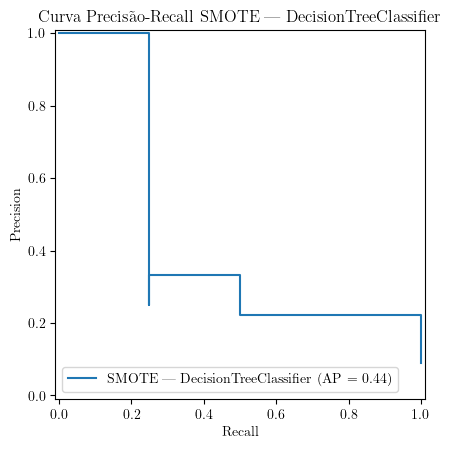 Curva Precisão-Recall SMOTE — DecisionTreeClassifier
1.0
0.8
0.6
0.4
0.2
0.0
Precision
SMOTE — DecisionTreeClassifier (AP = 0.44)
0.0 0.2 0.4 0.6 0.8 1.0
Recall